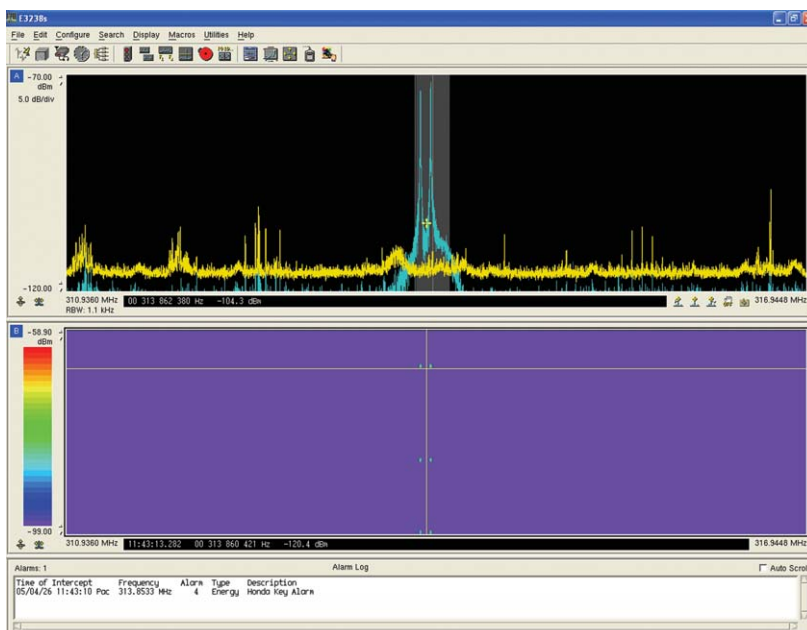 E3238s
File Edit Configure Search Display Macros Utilities Help
A -70.00
dBm
5.0 dB/div
-120.00
310.9360 MHz 00 313 862 380 Hz -104.3 dBm 316.9448 MHz
RBW: 1.1 kHz
B -58.90
dBm
-99.00
310.9360 MHz 11:43:13.282 00 313 860 421 Hz -120.4 dBm 316.9448 MHz
Alarms: 1 Alarm Log Auto Scrol
Time of Intercept Frequency Alarm Type Description
05/04/26 11:43:10 Pac 313.8533 MHz 4 Energy Honda Key Alarm